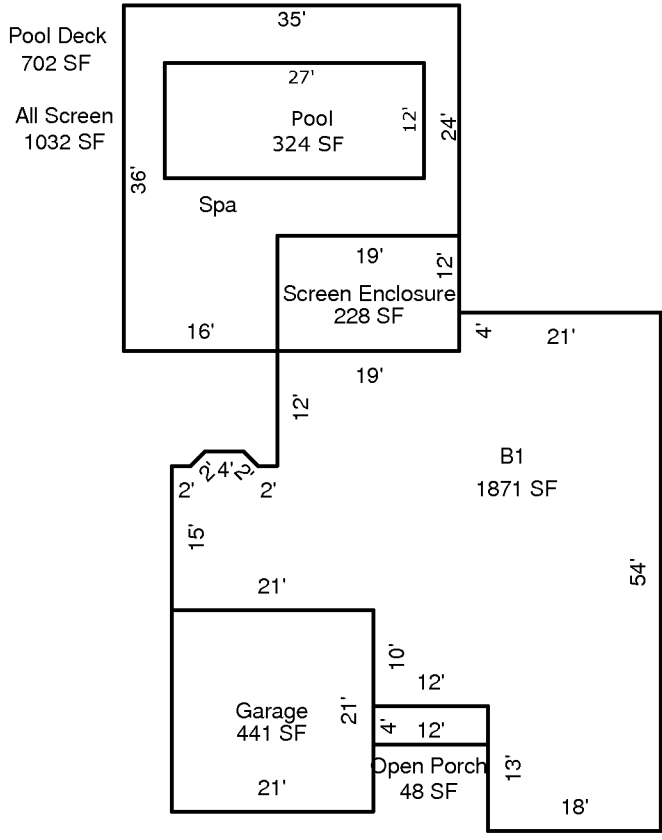 35'
Pool Deck
702 SF
27'
All Screen
1032 SF
Pool
324 SF
12'
24'
36'
Spa
19'
12'
Screen Enclosure
228 SF
16'
4'
21'
19'
12'
B1
1871 SF
2'
4'
2'
2'
2'
15'
54'
21'
10'
12'
Garage
441 SF
21'
4'
12'
Open Porch
48 SF
13'
21'
18'